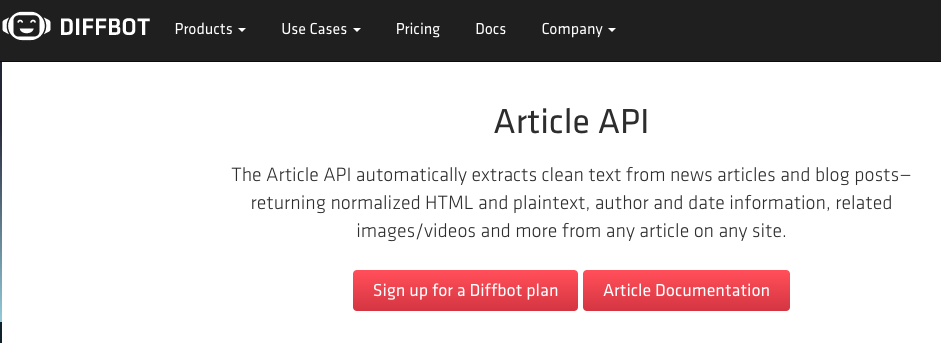 DIFFBOT Products Use Cases Pricing Docs Company
Article API
The Article API automatically extracts clean text from news articles and blog posts—
returning normalized HTML and plaintext, author and date information, related
images/videos and more from any article on any site.
Sign up for a Diffbot plan Article Documentation